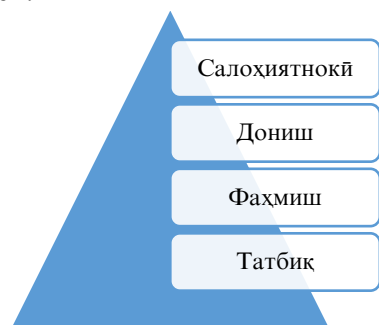 Салоҳиятнокӣ
Дониш
Фаҳмиш
Татбиқ